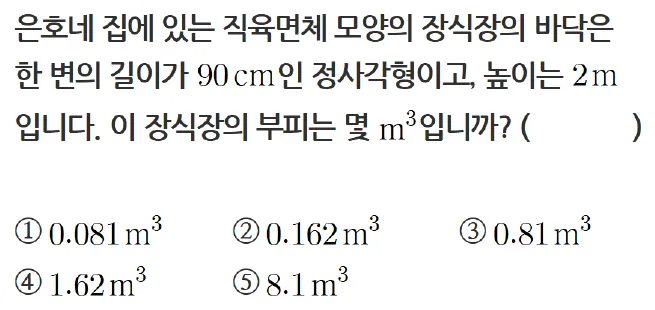 은호네 집에 있는 직육면체 모양의 장식장의 바닥은
한 변의 길이가 90 cm인 정사각형이고, 높이는 2 m
입니다. 이 장식장의 부피는 몇 m³입니까? (        )
① 0.081 m³ ② 0.162 m³ ③ 0.81 m³
④ 1.62 m³ ⑤ 8.1 m³